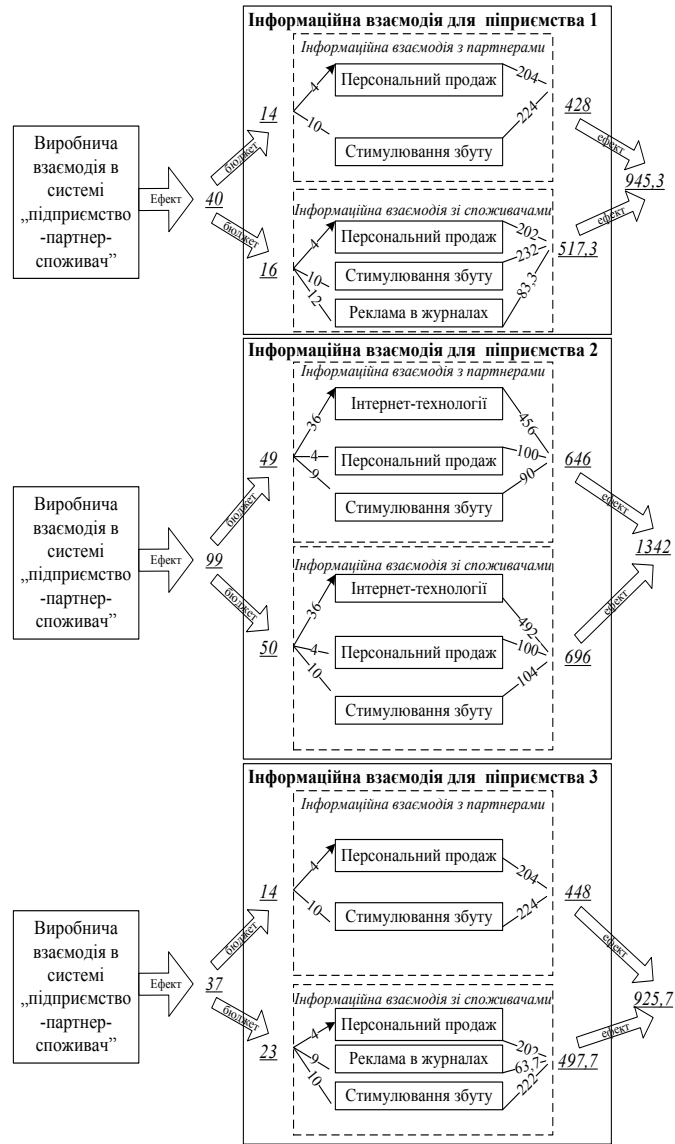 Інформаційна взаємодія для піприємства 1
Інформаційна взаємодія з партнерами
Персональний продаж
Стимулювання збуту
4
10
204
224
14
428
Виробнича
взаємодія в
системі
„підприємство
-партнер-
споживач”
Ефект
40
бюджет
бюджет
ефект
ефект
945,3
Інформаційна взаємодія зі споживачами
Персональний продаж
Стимулювання збуту
Реклама в журналах
4
10
12
202
232
83,3
16
517,3
Інформаційна взаємодія для піприємства 2
Інформаційна взаємодія з партнерами
Інтернет-технології
Персональний продаж
Стимулювання збуту
36
4
9
456
100
90
49
646
Виробнича
взаємодія в
системі
„підприємство
-партнер-
споживач”
Ефект
99
бюджет
бюджет
ефект
ефект
1342
Інформаційна взаємодія зі споживачами
Інтернет-технології
Персональний продаж
Стимулювання збуту
36
4
10
492
100
104
50
696
Інформаційна взаємодія для піприємства 3
Інформаційна взаємодія з партнерами
Персональний продаж
Стимулювання збуту
4
10
204
224
14
448
Виробнича
взаємодія в
системі
„підприємство
-партнер-
споживач”
Ефект
37
бюджет
бюджет
ефект
ефект
925,7
Інформаційна взаємодія зі споживачами
Персональний продаж
Реклама в журналах
Стимулювання збуту
4
9
10
202
63,7
222
23
497,7